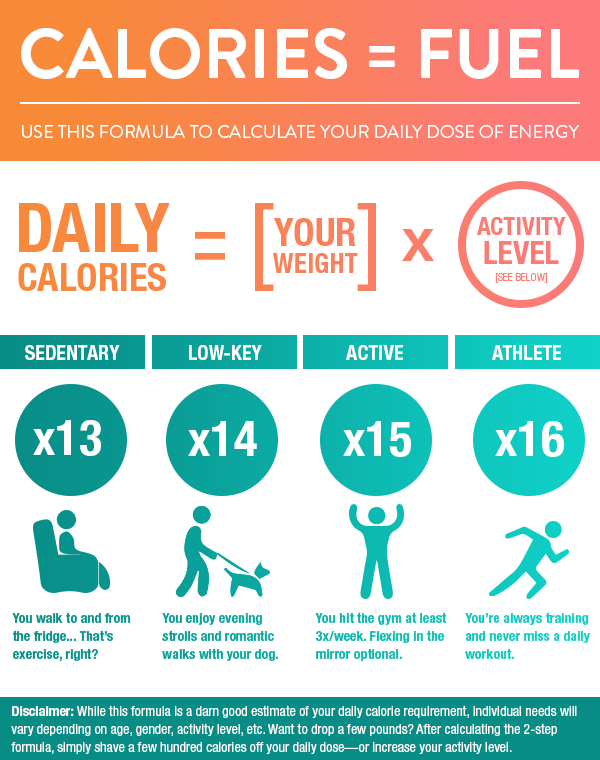 CALORIES = FUEL
USE THIS FORMULA TO CALCULATE YOUR DAILY DOSE OF ENERGY
DAILY
CALORIES
=
[YOUR
WEIGHT]
x
ACTIVITY
LEVEL
[SEE BELOW]
SEDENTARY
x13
You walk to and from
the fridge... That's
exercise, right?
LOW-KEY
x14
You enjoy evening
strolls and romantic
walks with your dog.
ACTIVE
x15
You hit the gym at least
3x/week. Flexing in the
mirror optional.
ATHLETE
x16
You're always training
and never miss a daily
workout.
Disclaimer: While this formula is a darn good estimate of your daily calorie requirement, individual needs will
vary depending on age, gender, activity level, etc. Want to drop a few pounds? After calculating the 2-step
formula, simply shave a few hundred calories off your daily dose—or increase your activity level.